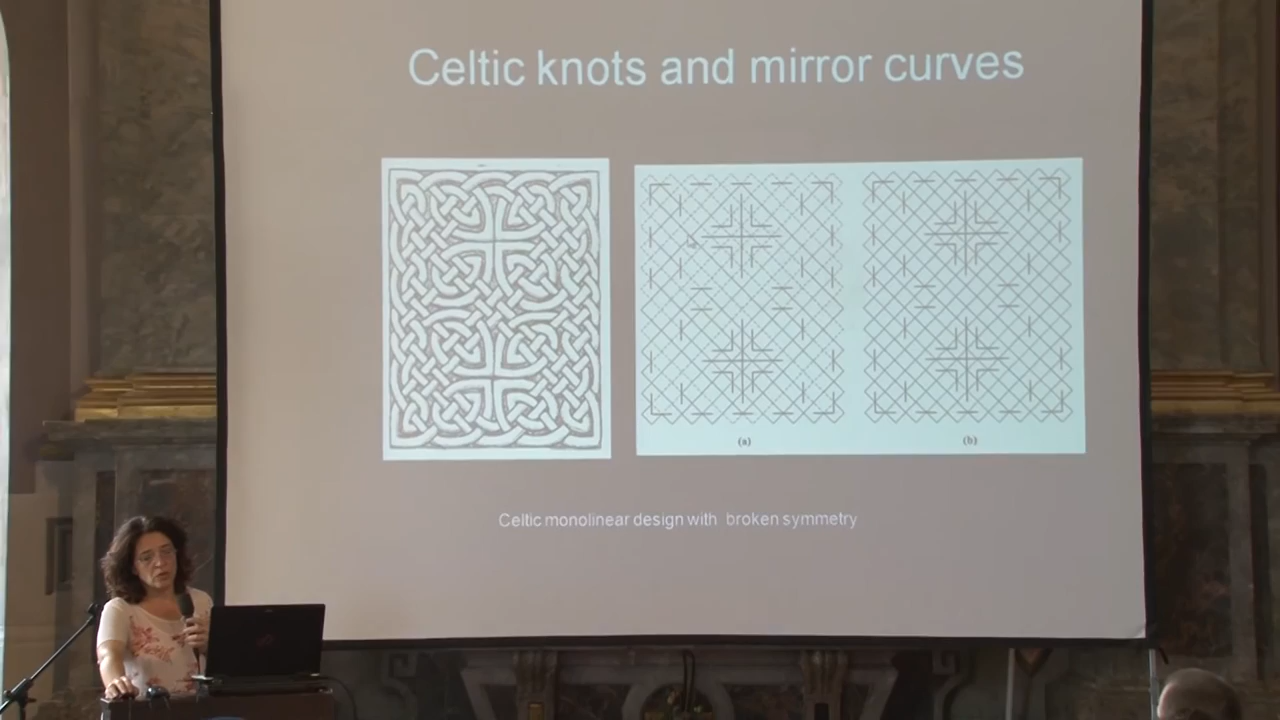 Celtic knots and mirror curves
(a)
(b)
Celtic monolinear design with broken symmetry